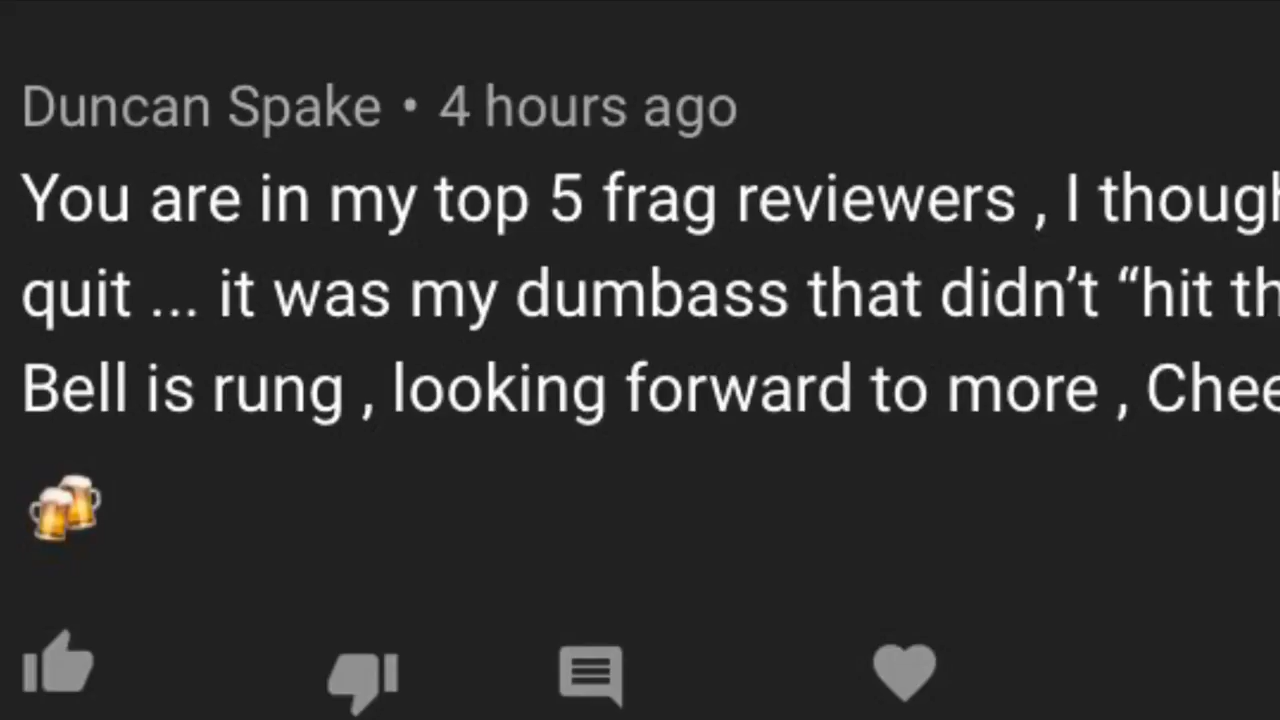 Duncan Spake • 4 hours ago
You are in my top 5 frag reviewers , I
quit ... it was my dumbass that didn’t “hit
Bell is rung , looking forward to more ,